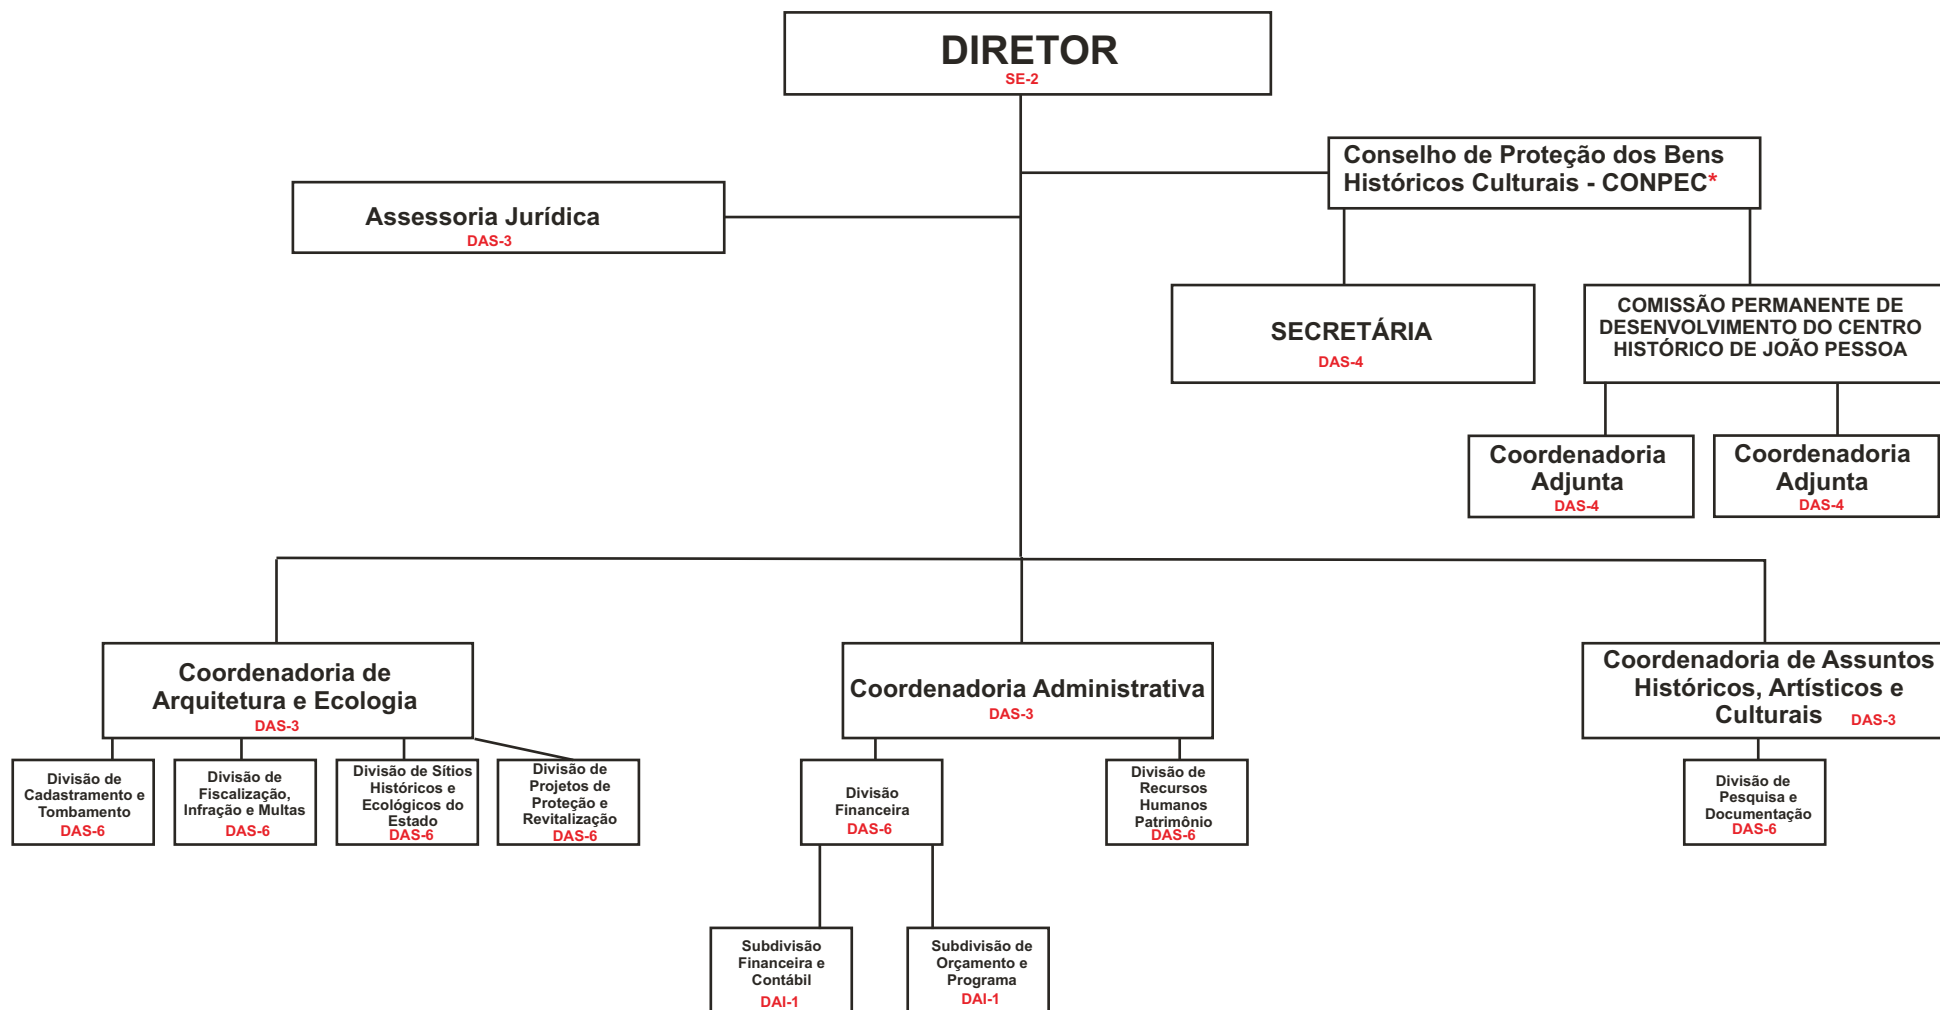 DIRETOR
SE-2
Conselho de Proteção dos Bens
Históricos Culturais - CONPEC*
Assessoria Jurídica
DAS-3
SECRETÁRIA
DAS-4
COMISSÃO PERMANENTE DE
DESENVOLVIMENTO DO CENTRO
HISTÓRICO DE JOÃO PESSOA
Coordenadoria
Adjunta
DAS-4
Coordenadoria
Adjunta
DAS-4
Coordenadoria de
Arquitetura e Ecologia
DAS-3
Coordenadoria Administrativa
DAS-3
Coordenadoria de Assuntos
Históricos, Artísticos e
Culturais DAS-3
Divisão de
Cadastramento e
Tombamento
DAS-6
Divisão de
Fiscalização,
Infração e Multas
DAS-6
Divisão de Sítios
Históricos e
Ecológicos do
Estado
DAS-6
Divisão de
Projetos de
Proteção e
Revitalização
DAS-6
Divisão
Financeira
DAS-6
Divisão de
Recursos
Humanos
Patrimônio
DAS-6
Divisão de
Pesquisa e
Documentação
DAS-6
Subdivisão
Financeira e
Contábil
DAI-1
Subdivisão de
Orçamento e
Programa
DAI-1